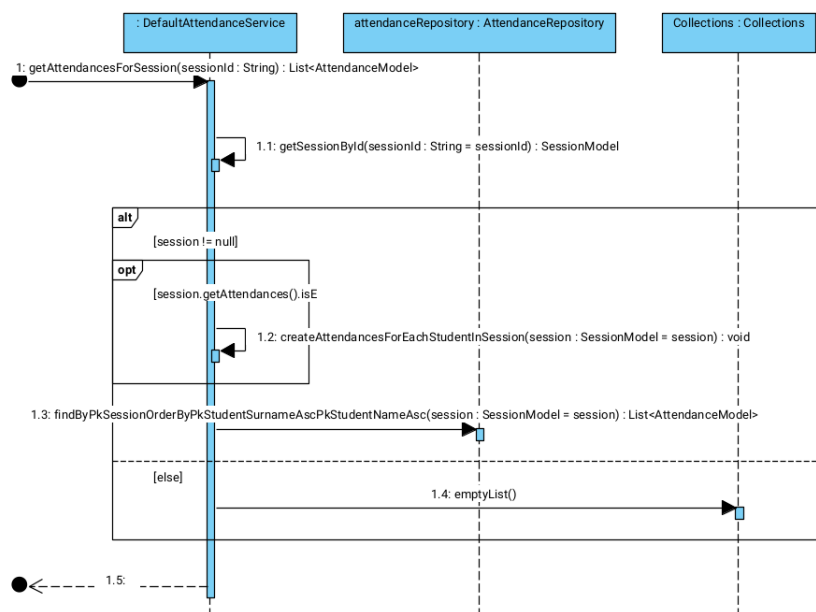 : DefaultAttendanceService
attendanceRepository : AttendanceRepository
Collections : Collections
1: getAttendancesForSession(sessionId : String) : List<AttendanceModel>
1.1: getSessionById(sessionId : String = sessionId) : SessionModel
alt
[session != null]
opt
[session.getAttendances().isE
1.2: createAttendancesForEachStudentInSession(session : SessionModel = session) : void
1.3: findByPkSessionOrderByPkStudentSurnameAscPkStudentNameAsc(session : SessionModel = session) : List<AttendanceModel>
[else]
1.4: emptyList()
1.5: